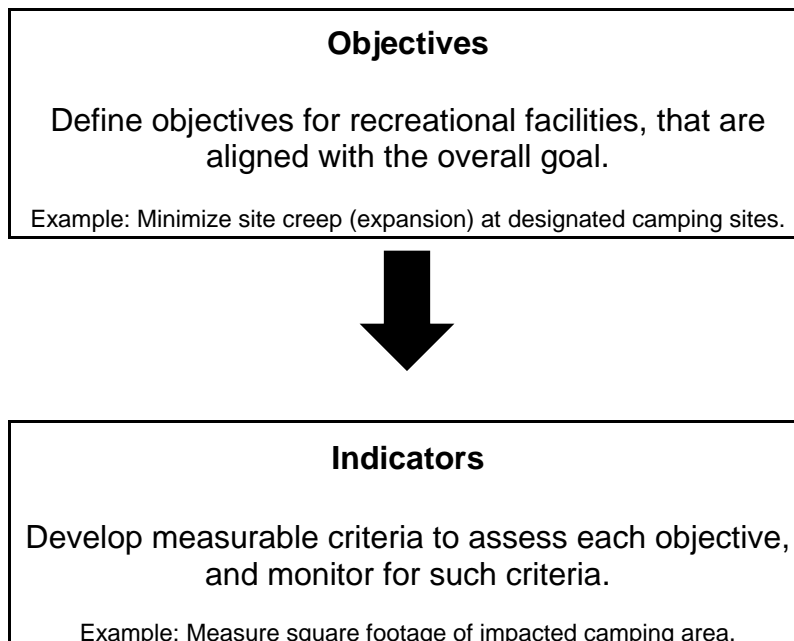 Objectives
Define objectives for recreational facilities, that are
aligned with the overall goal.
Example: Minimize site creep (expansion) at designated camping sites.
Indicators
Develop measurable criteria to assess each objective,
and monitor for such criteria.
Example: Measure square footage of impacted camping area.